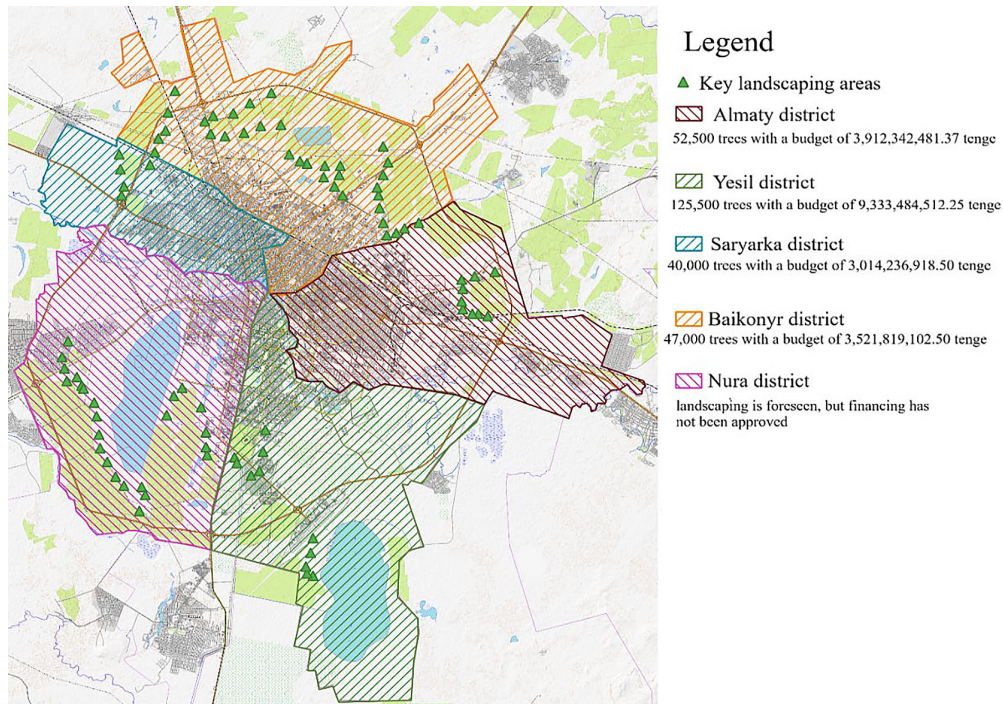 Legend
Key landscaping areas
Almaty district
52,500 trees with a budget of 3,912,342,481.37 tenge
Yesil district
125,500 trees with a budget of 9,333,484,512.25 tenge
Saryarka district
40,000 trees with a budget of 3,014,236,918.50 tenge
Baikonyr district
47,000 trees with a budget of 3,521,819,102.50 tenge
Nura district
landscaping is foreseen, but financing has
not been approved